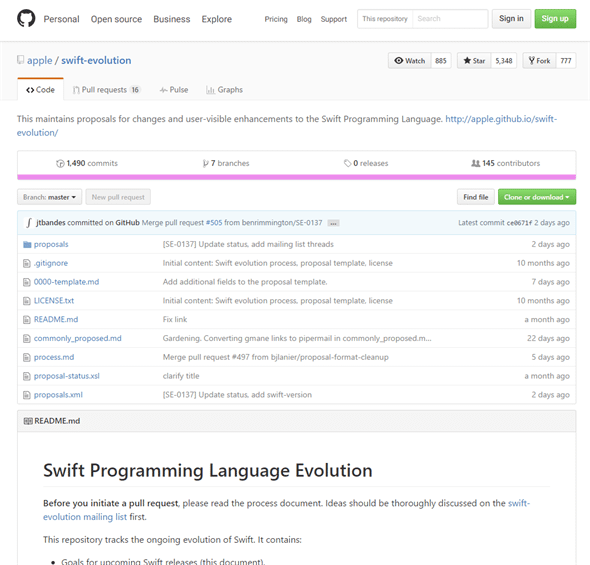 Personal Open source Business Explore Pricing Blog Support This repository Search Sign in Sign up
apple / swift-evolution Watch 885 Star 5,348 Fork 777
Code Pull requests 16 Pulse Graphs
This maintains proposals for changes and user-visible enhancements to the Swift Programming Language. http://apple.github.io/swift-
evolution/
1,490 commits 7 branches 0 releases 145 contributors
Branch: master New pull request Find file Clone or download
jtbandes committed on GitHub Merge pull request #505 from benrimmington/SE-0137 ... Latest commit ce0671f 2 days ago
proposals [SE-0137] Update status, add mailing list threads 2 days ago
.gitignore Initial content: Swift evolution process, proposal template, license 10 months ago
0000-template.md Add additional fields to the proposal template. 7 days ago
LICENSE.txt Initial content: Swift evolution process, proposal template, license 10 months ago
README.md Fix link a month ago
commonly_proposed.md Gardening. Converting gmane links to pipermail in commonly_proposed.m... 22 days ago
process.md Merge pull request #497 from bjlanier/proposal-format-cleanup 5 days ago
proposal-status.xsl clarify title a month ago
proposals.xml [SE-0137] Update status, add swift-version 2 days ago
README.md
Swift Programming Language Evolution
Before you initiate a pull request, please read the process document. Ideas should be thoroughly discussed on the swift-
evolution mailing list first.
This repository tracks the ongoing evolution of Swift. It contains:
• Goals for upcoming Swift releases (this document).